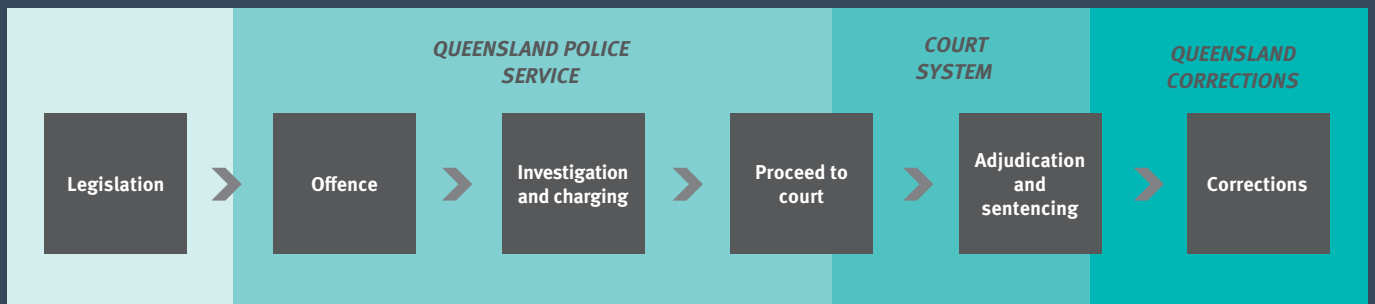 QUEENSLAND POLICE
SERVICE
COURT
SYSTEM
QUEENSLAND
CORRECTIONS
Legislation
Offence
Investigation
and charging
Proceed to
court
Adjudication
and
sentencing
Corrections